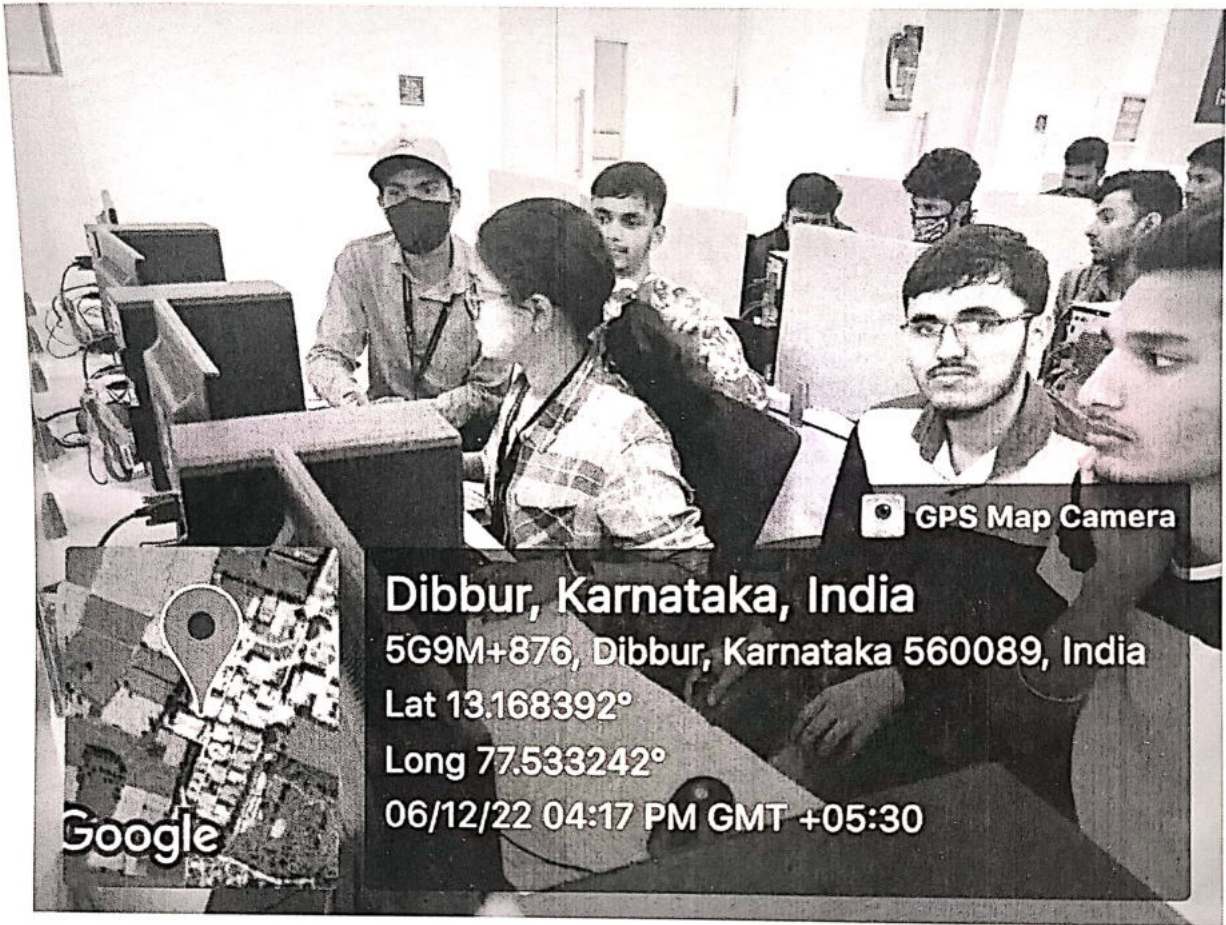 GPS Map Camera
Dibbur, Karnataka, India
5G9M+876, Dibbur, Karnataka 560089, India
Lat 13.168392°
Long 77.533242°
06/12/22 04:17 PM GMT +05:30
Google